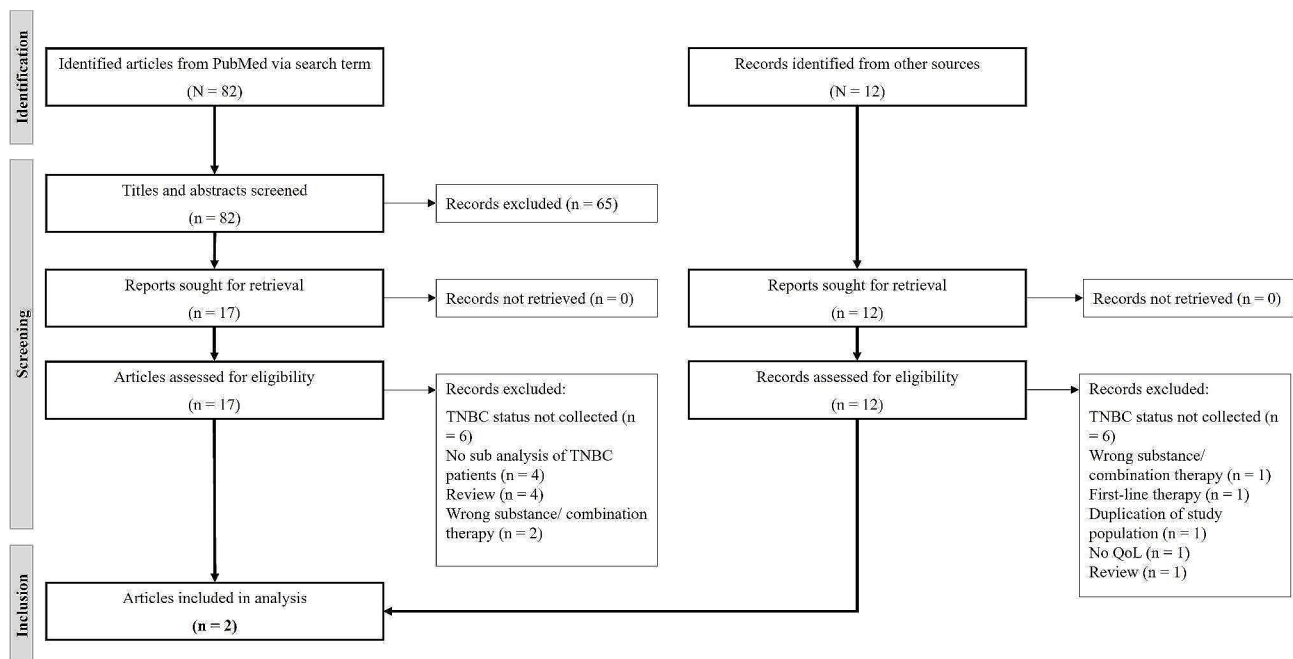 Identification
Identified articles from PubMed via search term
(N = 82)
Records identified from other sources
(N = 12)
Screening
Titles and abstracts screened
(n = 82)
Records excluded (n = 65)
Reports sought for retrieval
(n = 17)
Records not retrieved (n = 0)
Reports sought for retrieval
(n = 12)
Records not retrieved (n = 0)
Articles assessed for eligibility
(n = 17)
Records excluded:
TNBC status not collected (n
= 6)
No sub analysis of TNBC
patients (n = 4)
Review (n = 4)
Wrong substance/ combination
therapy (n = 2)
Records assessed for eligibility
(n = 12)
Records excluded:
TNBC status not collected (n
= 6)
Wrong substance/
combination therapy (n = 1)
First-line therapy (n = 1)
Duplication of study
population (n = 1)
No QoL (n = 1)
Review (n = 1)
Inclusion
Articles included in analysis
(n = 2)